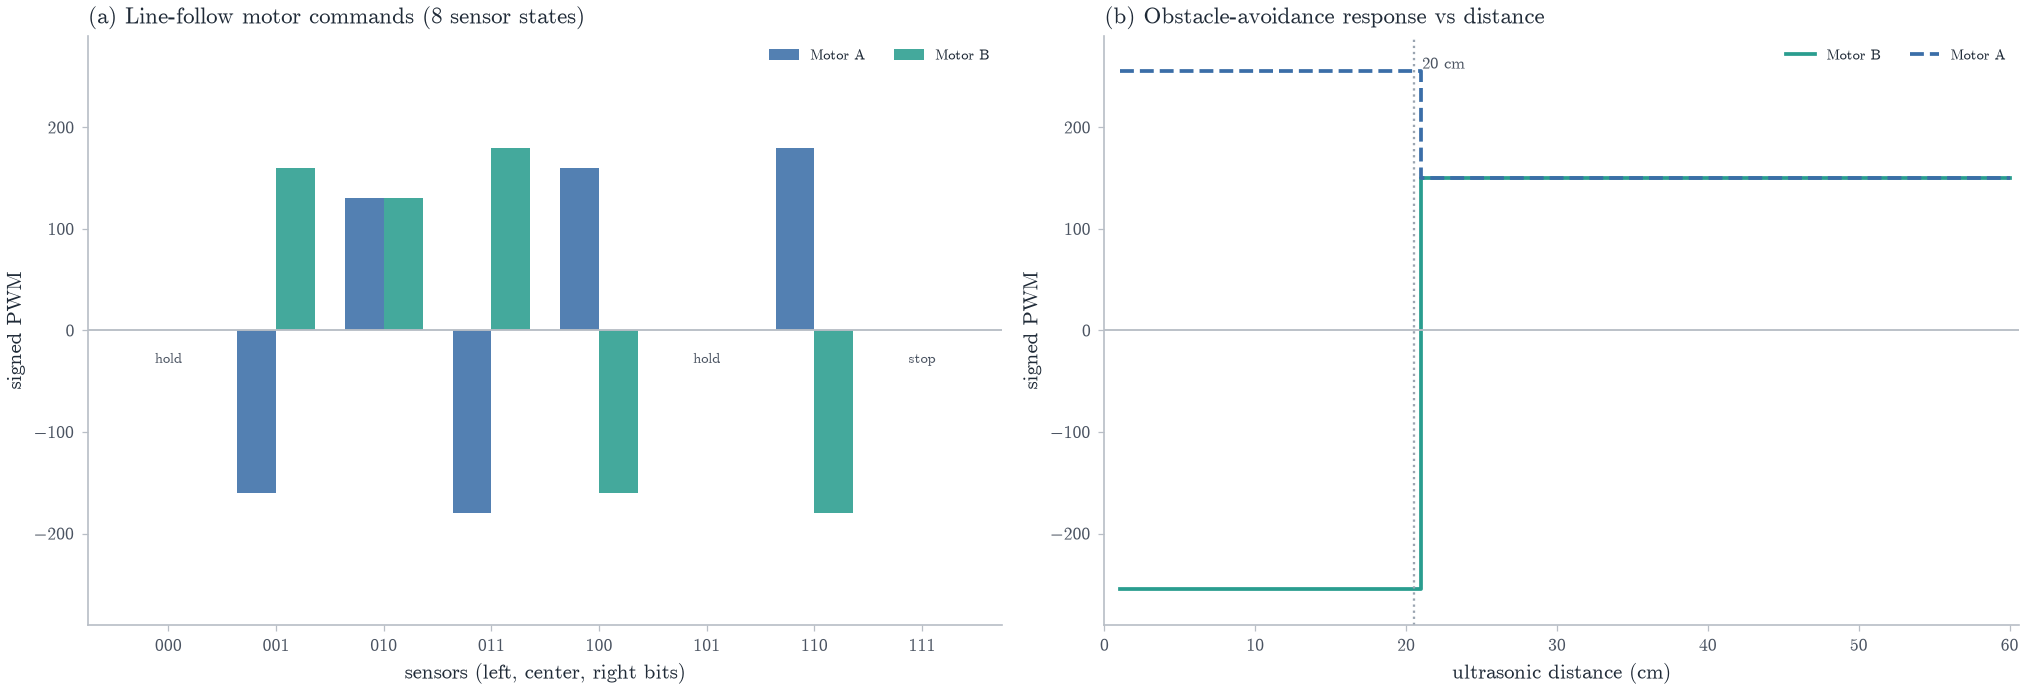 (a) Line-follow motor commands (8 sensor states)
Motor A
Motor B
200
100
0
−100
−200
signed PWM
hold
hold
stop
000
001
010
011
100
101
110
111
sensors (left, center, right bits)
(b) Obstacle-avoidance response vs distance
20 cm
Motor B
Motor A
200
100
0
−100
−200
signed PWM
0
10
20
30
40
50
60
ultrasonic distance (cm)